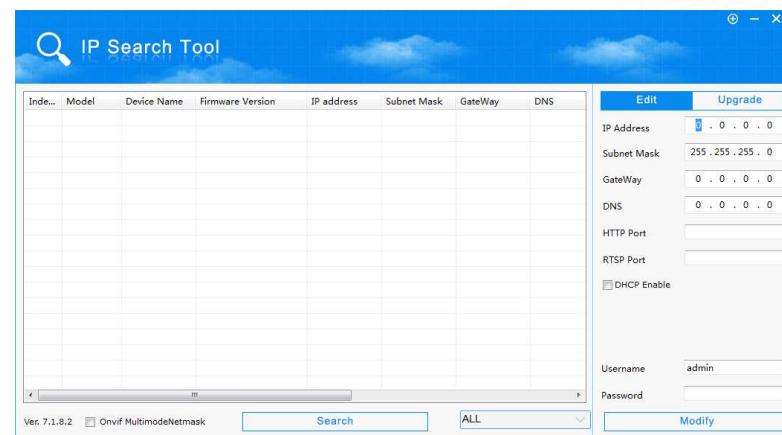 IP Search Tool
Inde... Model Device Name Firmware Version IP address Subnet Mask GateWay DNS
Edit Upgrade
IP Address 0 . 0 . 0 . 0
Subnet Mask 255 . 255 . 255 . 0
GateWay 0 . 0 . 0 . 0
DNS 0 . 0 . 0 . 0
HTTP Port
RTSP Port
DHCP Enable
Username admin
Password
Ver. 7.1.8.2 Onvif MultimodeNetmask Search ALL Modify